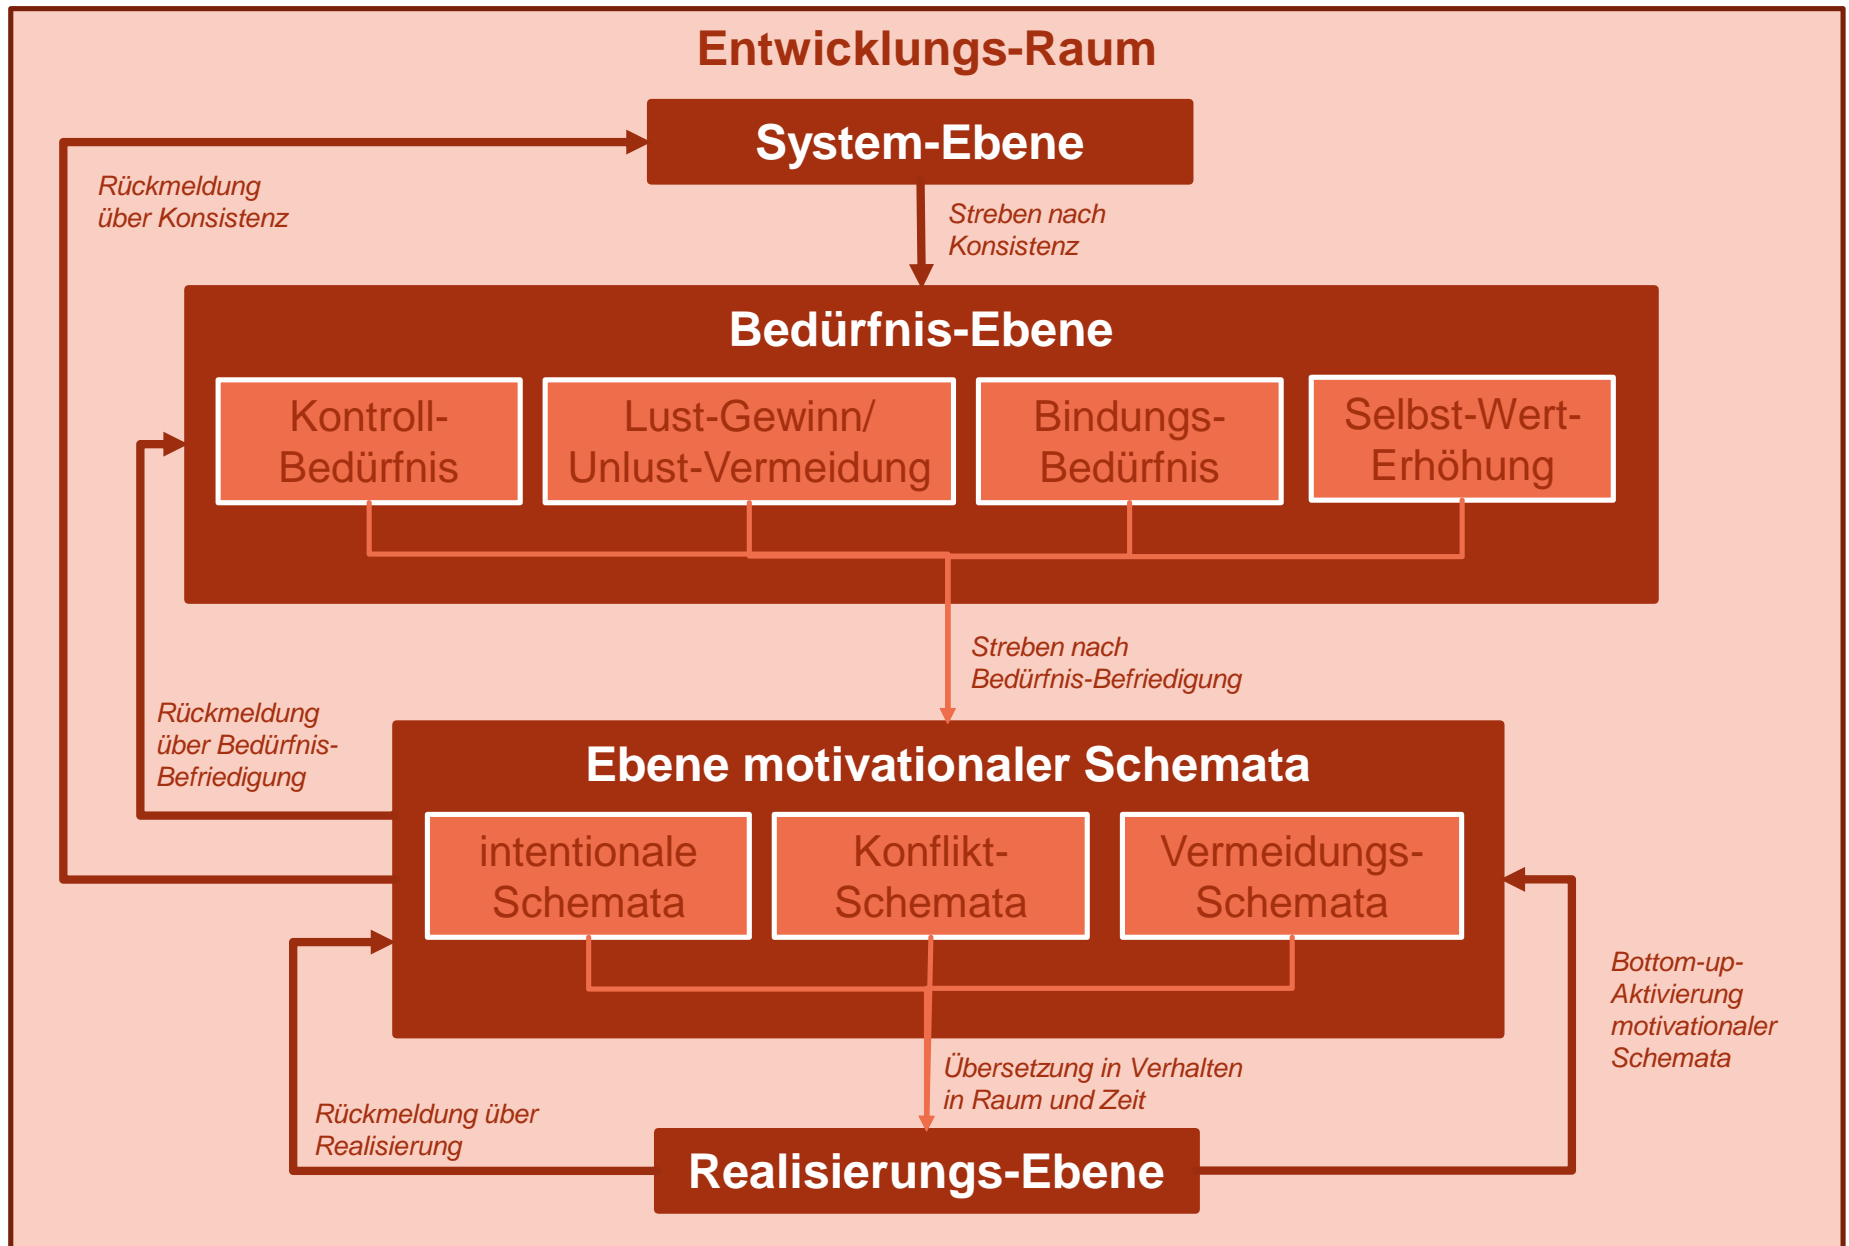 Entwicklungs-Raum
System-Ebene
Rückmeldung
über Konsistenz
Streben nach
Konsistenz
Bedürfnis-Ebene
Kontroll-
Bedürfnis
Lust-Gewinn/
Unlust-Vermeidung
Bindungs-
Bedürfnis
Selbst-Wert-
Erhöhung
Streben nach
Bedürfnis-Befriedigung
Rückmeldung
über Bedürfnis-
Befriedigung
Ebene motivationaler Schemata
intentionale
Schemata
Konflikt-
Schemata
Vermeidungs-
Schemata
Bottom-up-
Aktivierung
motivationaler
Schemata
Übersetzung in Verhalten
in Raum und Zeit
Rückmeldung über
Realisierung
Realisierungs-Ebene